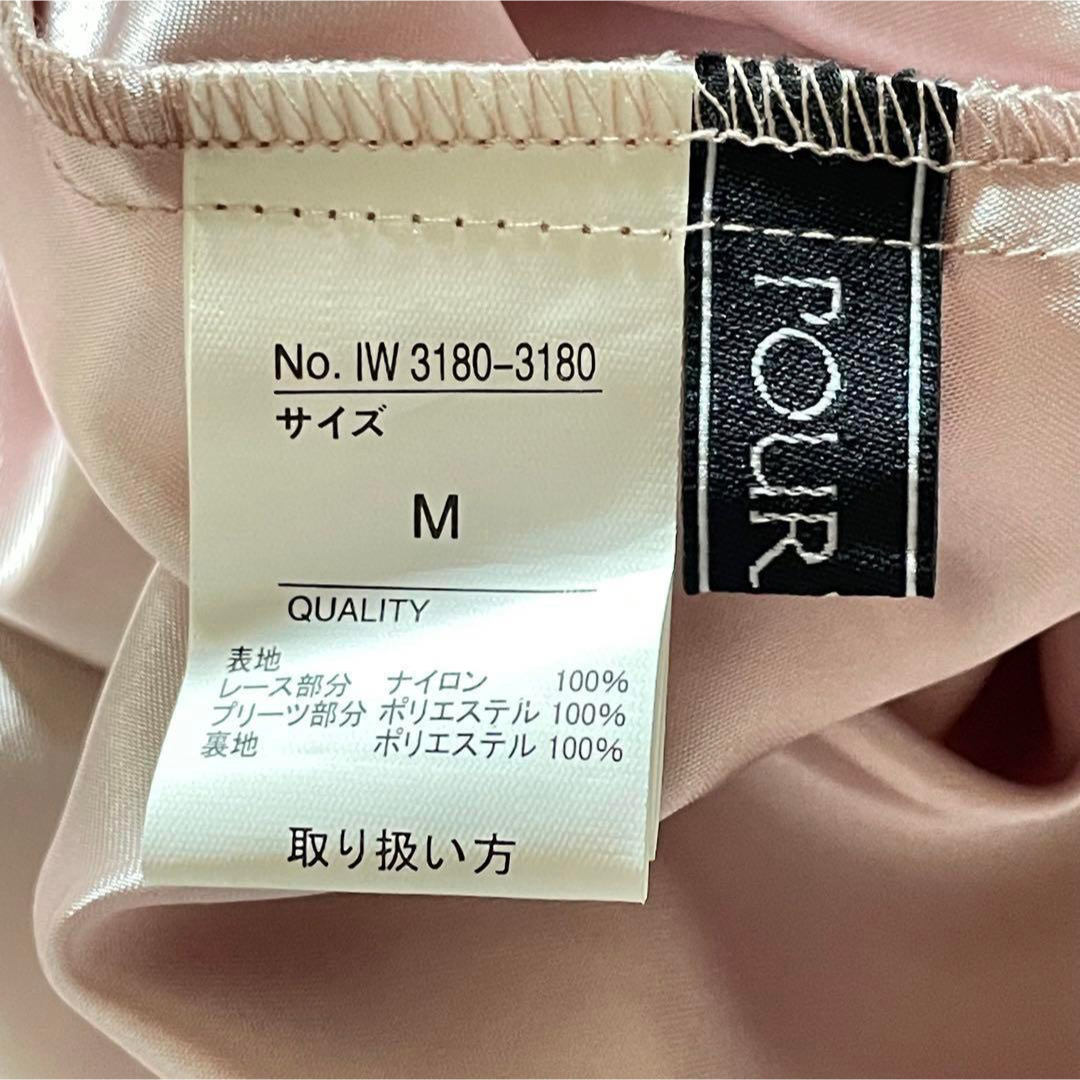 No. IW 3180-3180
サイズ
M
QUALITY
表地
レース部分 ナイロン 100%
プリーツ部分 ポリエステル 100%
裏地 ポリエステル 100%
取り扱い方
TOUR